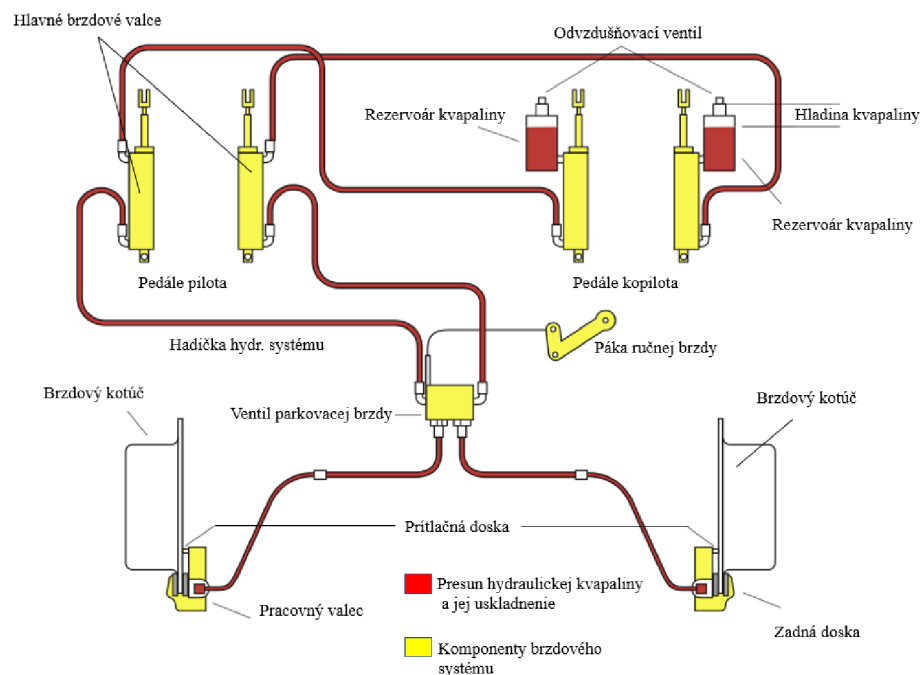 Hlavné brzdové valce
Odvzdušňovací ventil
Rezervoár kvapaliny
Hladina kvapaliny
Rezervoár kvapaliny
Pedále pilota
Pedále kopilota
Hadička hydr. systému
Páka ručnej brzdy
Brzdový kotúč
Ventil parkovacej brzdy
Brzdový kotúč
Prítlačná doska
Presun hydraulickej kvapaliny
a jej uskladnenie
Pracovný valec
Zadná doska
Komponenty brzdového
systému